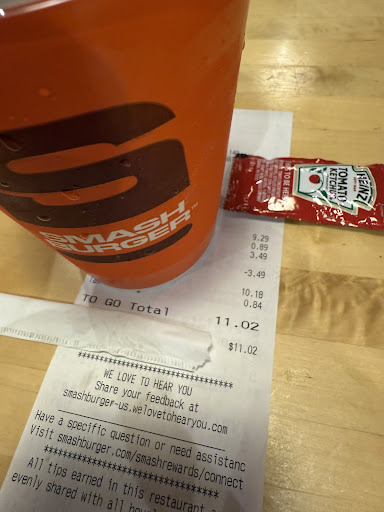 SMASH
BURGER™
HEINZ
TOMATO
KETCHUP
9.29
0.89
3.49
-3.49
10.18
0.84
TO GO Total 11.02
$11.02
******************************
WE LOVE TO HEAR YOU
Share your feedback at
smashburger-us.welovetohearyou.com
Have a specific question or need assistanc
Visit smashburger.com/smashrewards/connect
******************************
All tips earned in this restaurant
evenly shared with all